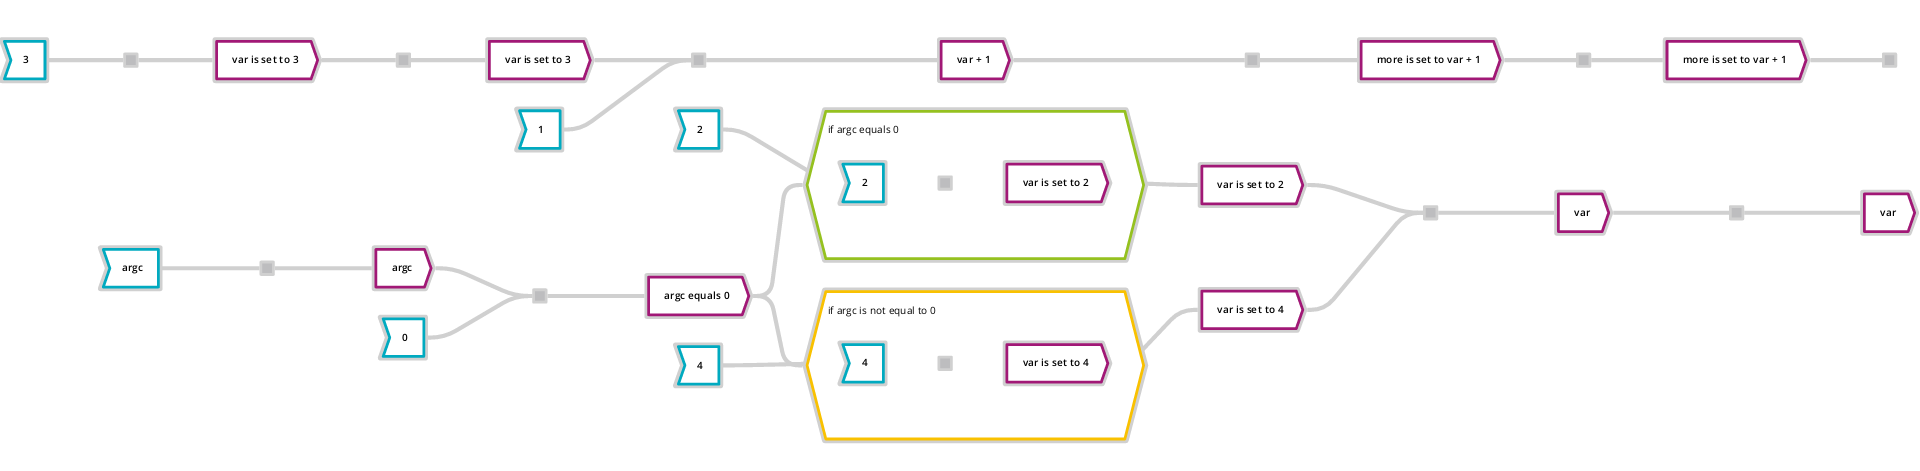 3
var is set to 3
var is set to 3
var + 1
more is set to var + 1
more is set to var + 1
1
2
if argc equals 0
2
var is set to 2
var is set to 2
var
var
argc
argc
argc equals 0
0
4
if argc is not equal to 0
4
var is set to 4
var is set to 4